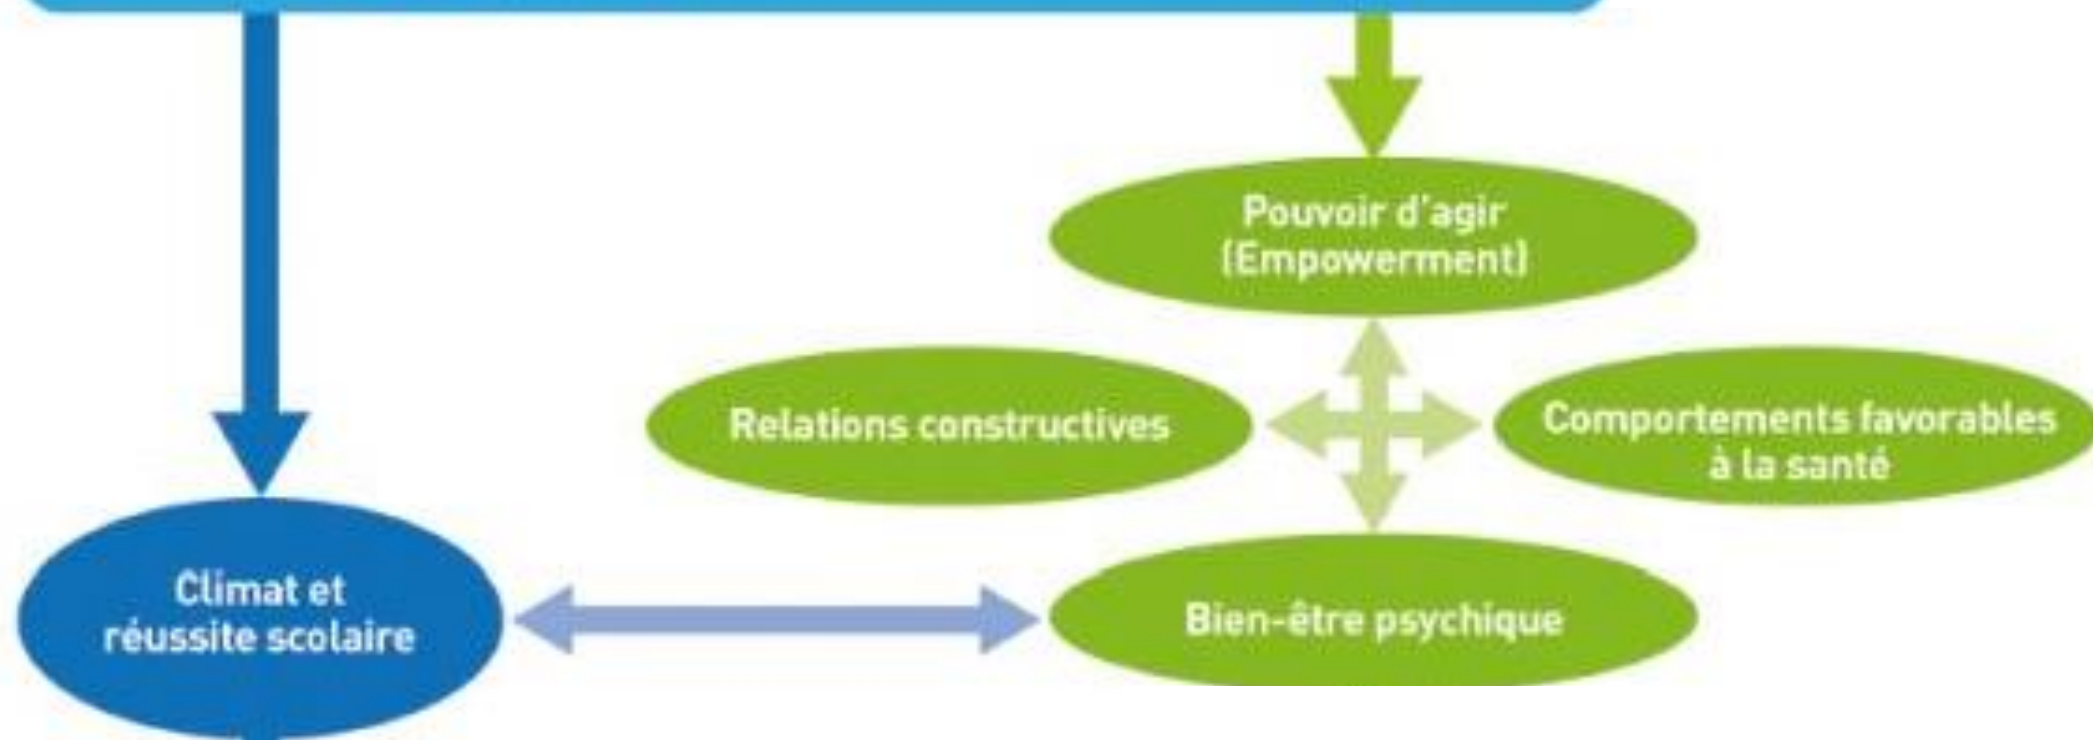 Pouvoir d'agir
(Empowerment)
Relations constructives
Comportements favorables
à la santé
Climat et
réussite scolaire
Bien-être psychique